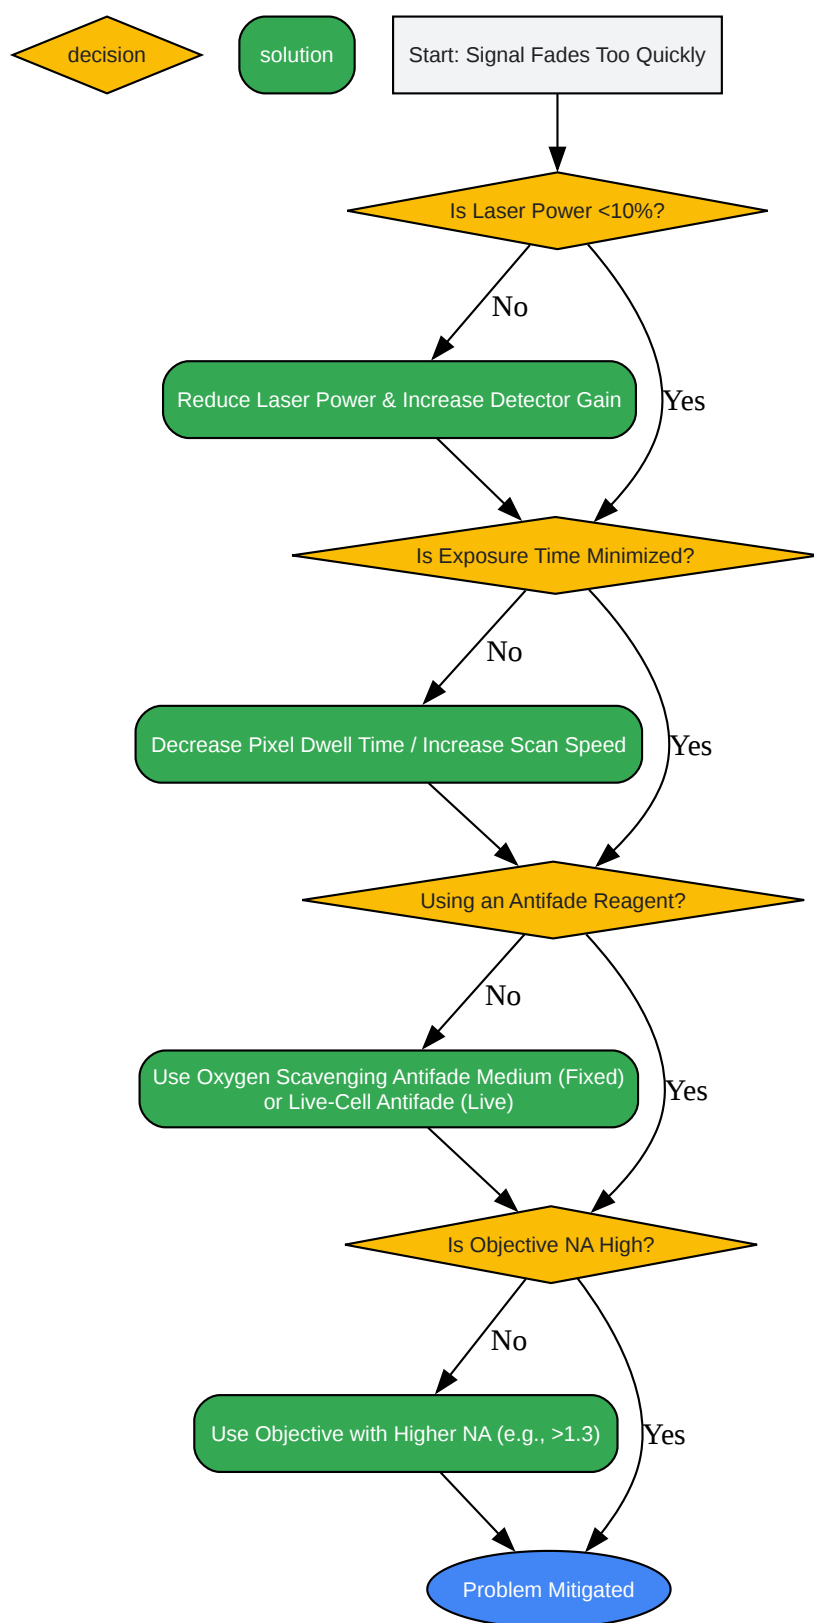 decision
solution
Start: Signal Fades Too Quickly
Is Laser Power <10%?
No
Reduce Laser Power & Increase Detector Gain
Yes
Is Exposure Time Minimized?
No
Decrease Pixel Dwell Time / Increase Scan Speed
Yes
Using an Antifade Reagent?
No
Use Oxygen Scavenging Antifade Medium (Fixed)
or Live-Cell Antifade (Live)
Yes
Is Objective NA High?
No
Use Objective with Higher NA (e.g., >1.3)
Yes
Problem Mitigated